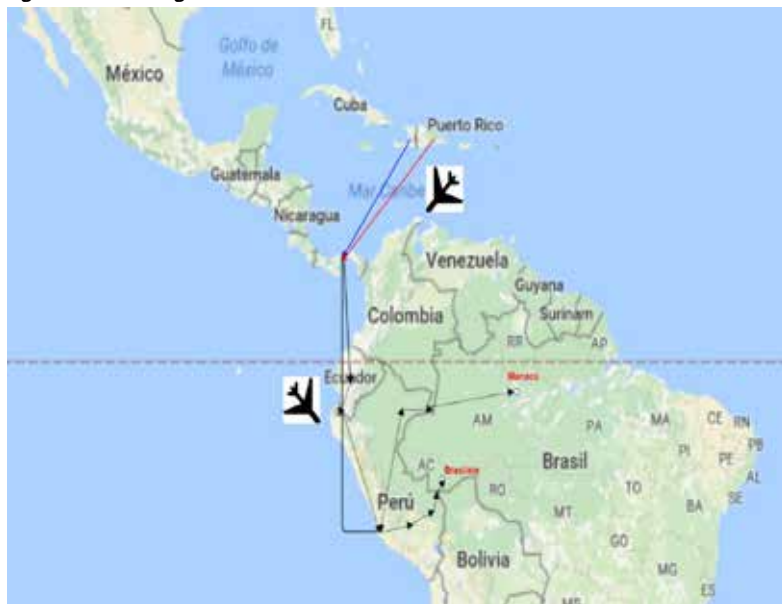 FL
Golfo de
México
México
Cuba
Puerto Rico
Guatemala
Mar Caribe
Nicaragua
Venezuela
Guyana
Surinam
Colombia
RR
AP
Ecuador
Manaus
AM
PA
MA
CE
RN
PB
PI
PE
AL
SE
AC
Brasileia
RO
Brasil
TO
Perú
MT
BA
GO
Bolivia
MG
ES
MS